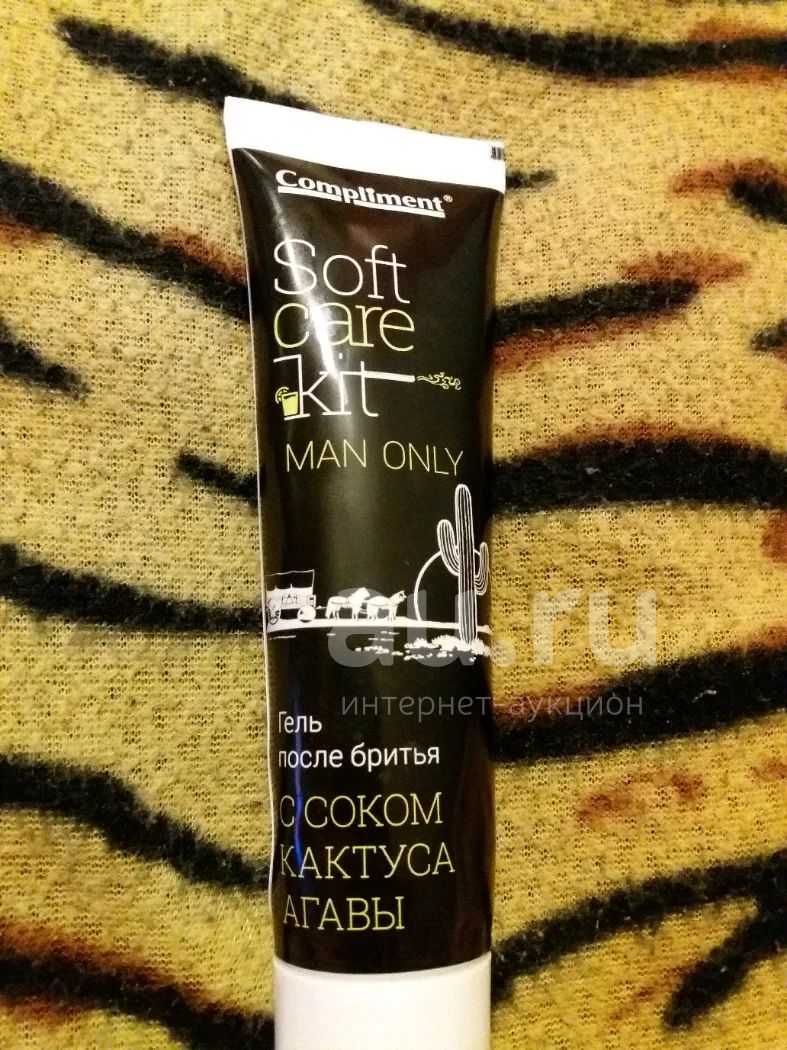 Compliment®
Soft
care
kit
MAN ONLY
au.ru
интернет-аукцион
Гель
после бритья
С СОКОМ
КАКТУСА
АГАВЫ